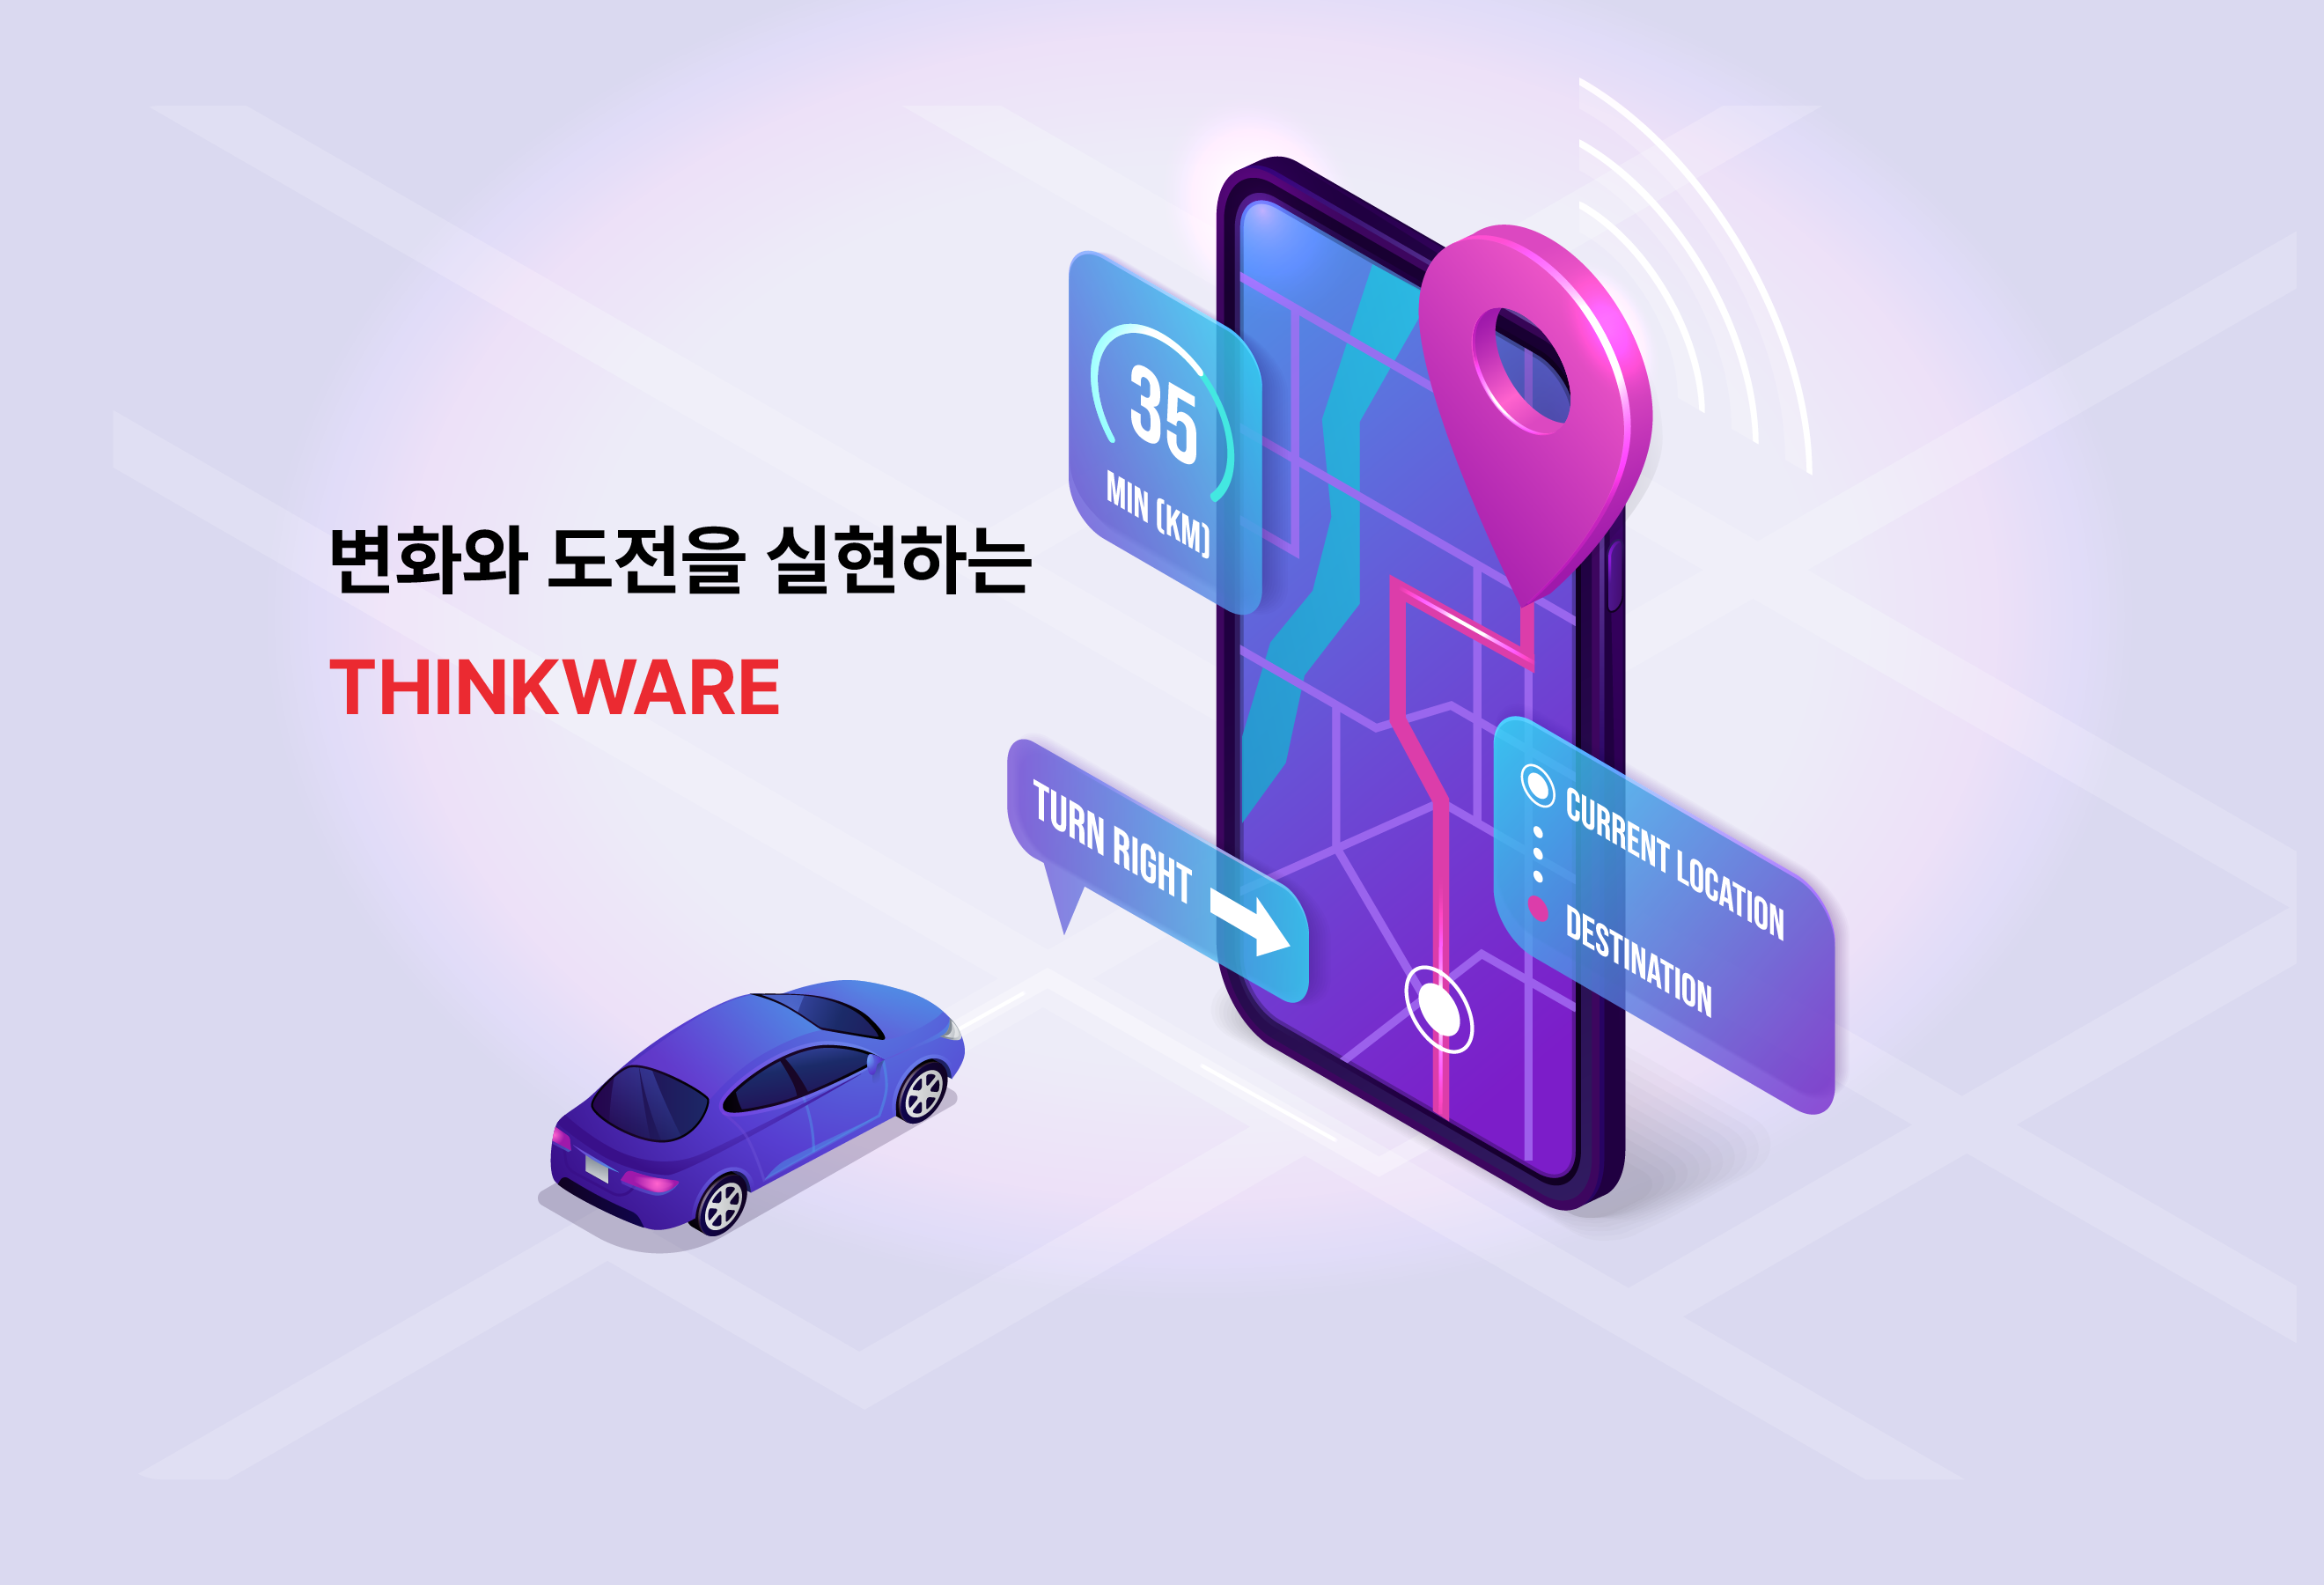 변화와 도전을 실현하는
THINKWARE
35
MIN (KM)
TURN RIGHT
CURRENT LOCATION
DESTINATION